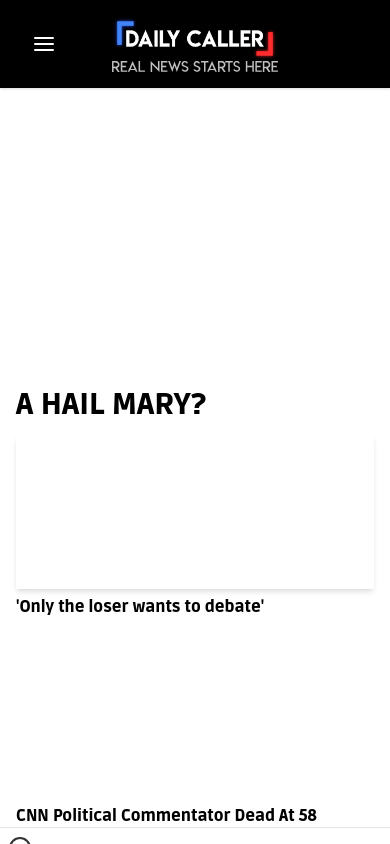 DAILY CALLER
REAL NEWS STARTS HERE
A HAIL MARY?
'Only the loser wants to debate'
CNN Political Commentator Dead At 58